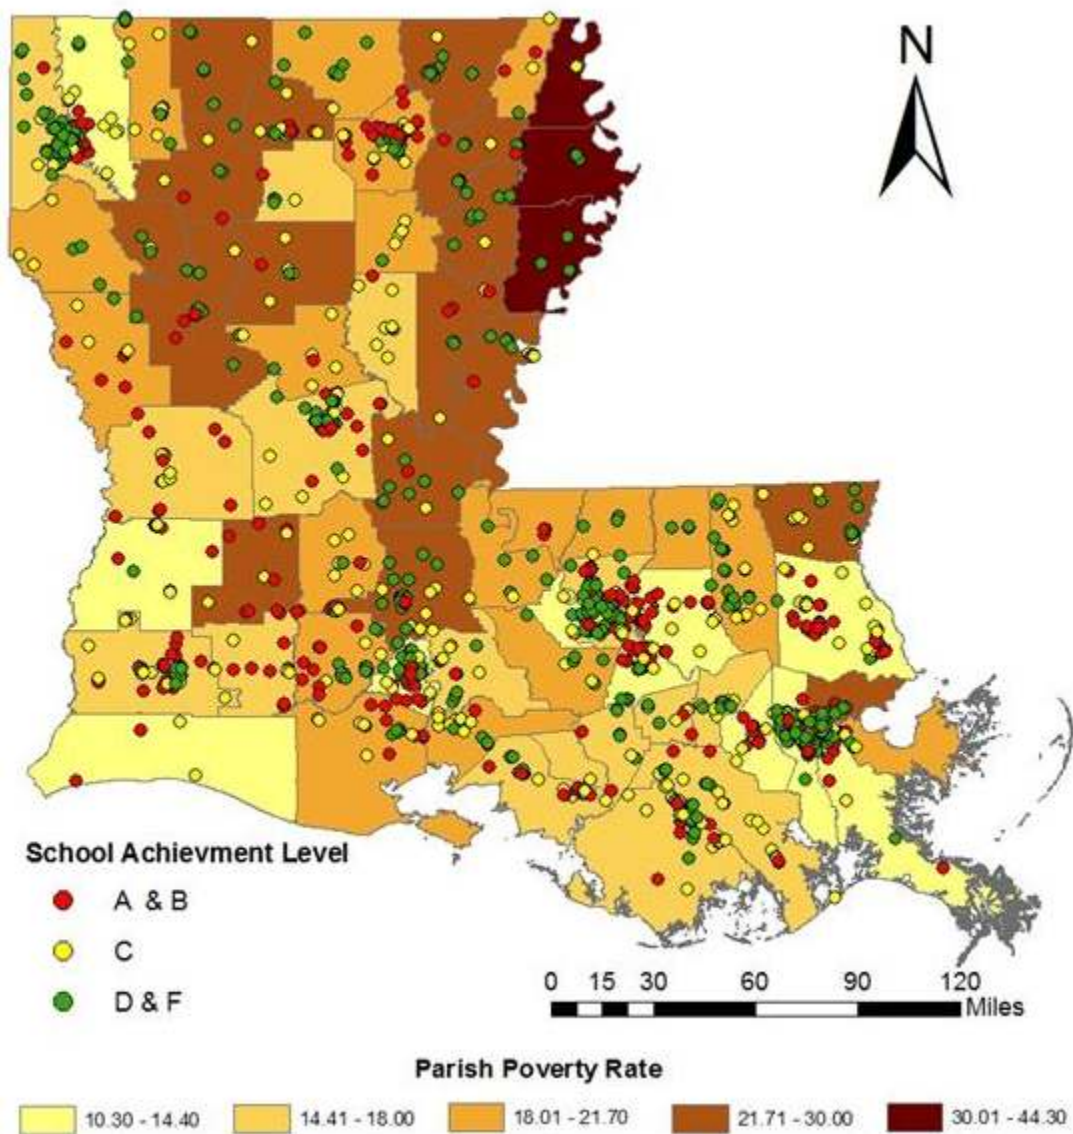 N
School Achievment Level
A & B
C
D & F
0 15 30 60 90 120
Miles
Parish Poverty Rate
10.30 - 14.40 14.41 - 18.00 18.01 - 21.70 21.71 - 30.00 30.01 - 44.30